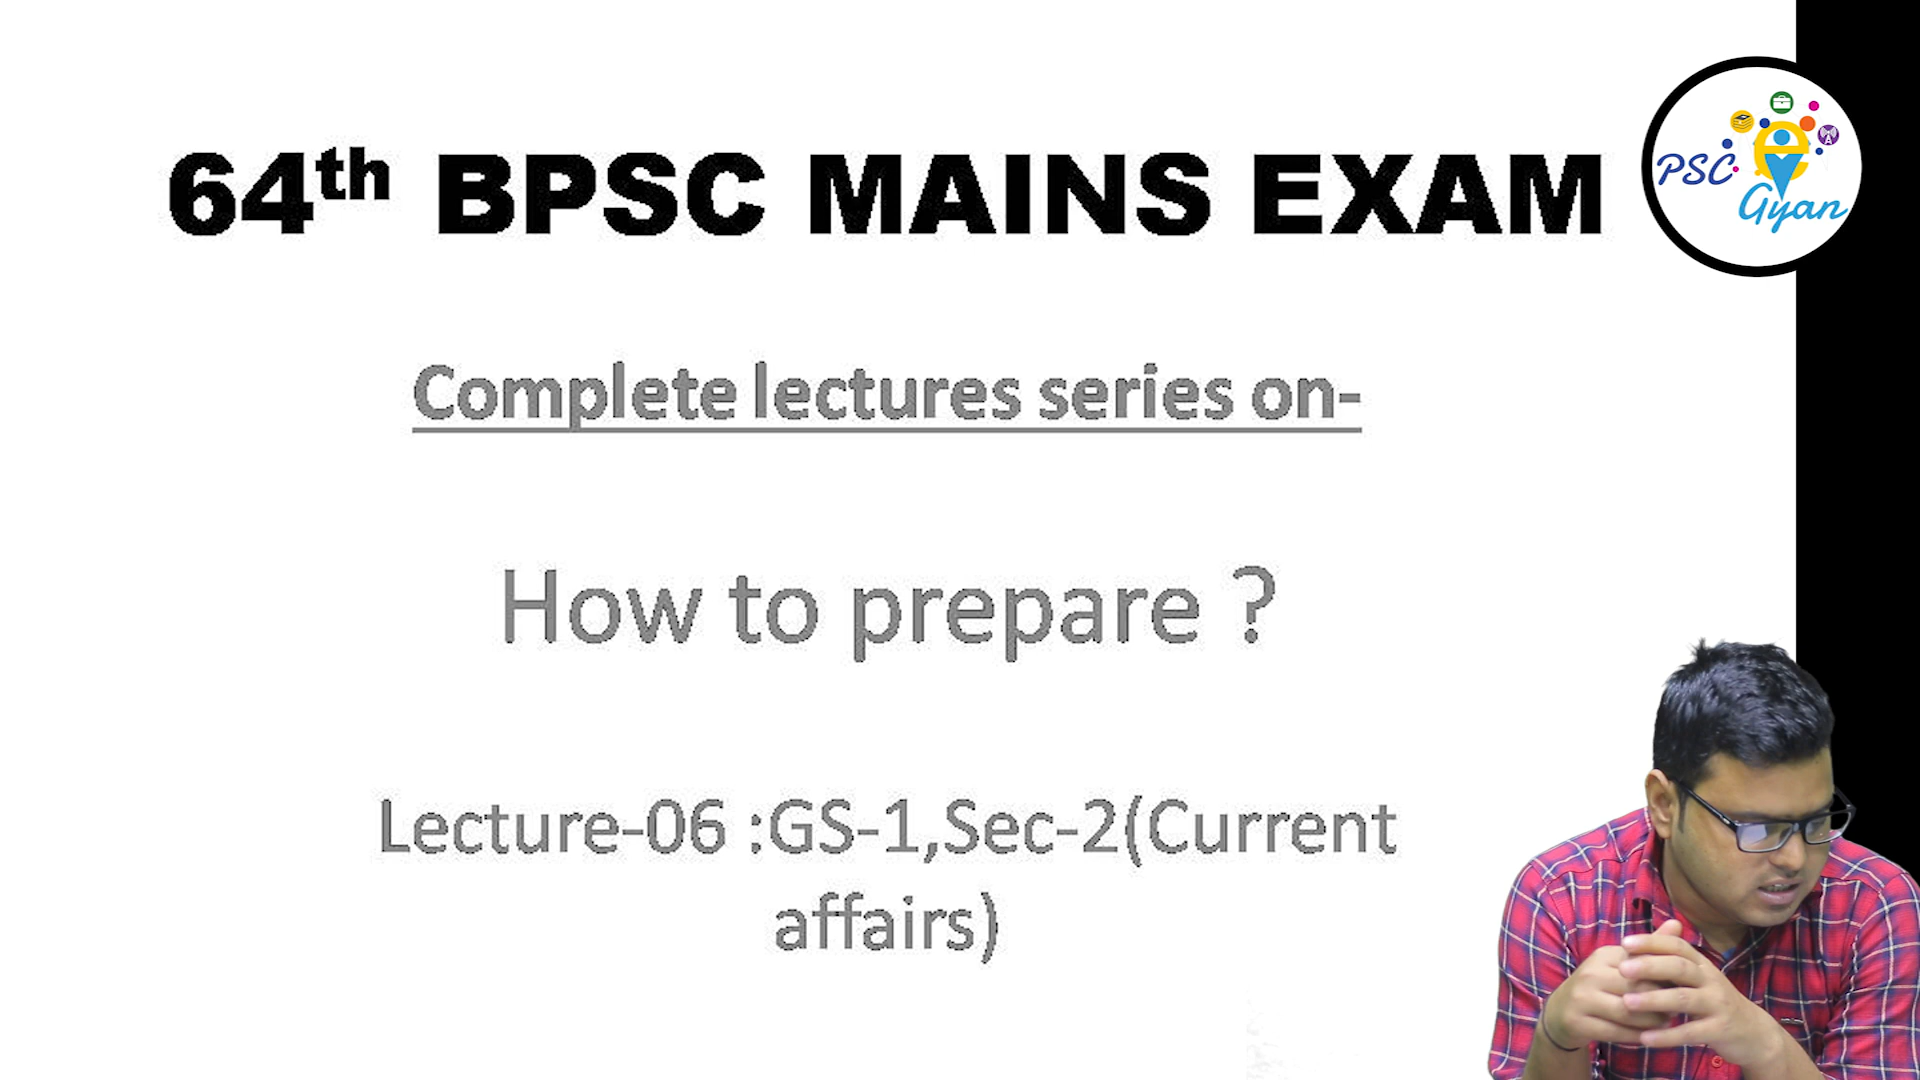 64th BPSC MAINS EXAM
PSC
Gyan
Complete lectures series on-
How to prepare ?
Lecture-06 :GS-1,Sec-2(Current
affairs)